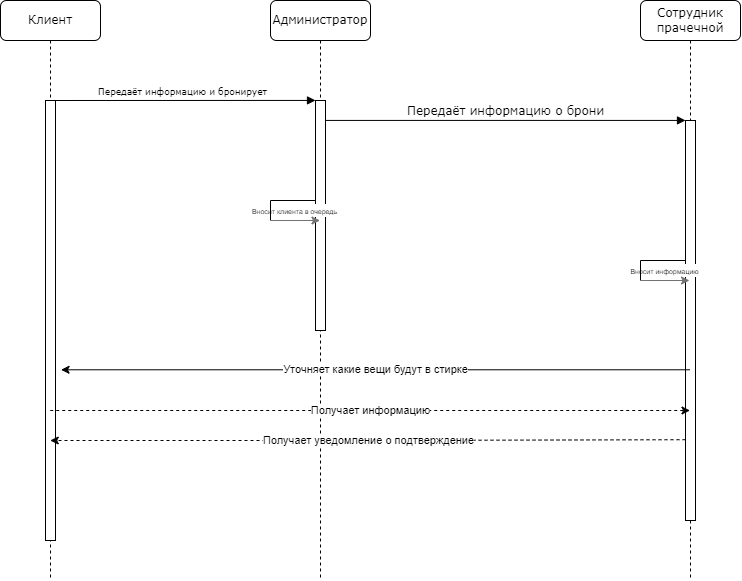 Клиент
Администратор
Сотрудник
прачечной
Передаёт информацию и бронирует
Передаёт информацию о брони
Вносит клиента в очередь
Вносит информацию
Уточняет какие вещи будут в стирке
Получает информацию
Получает уведомление о подтверждение